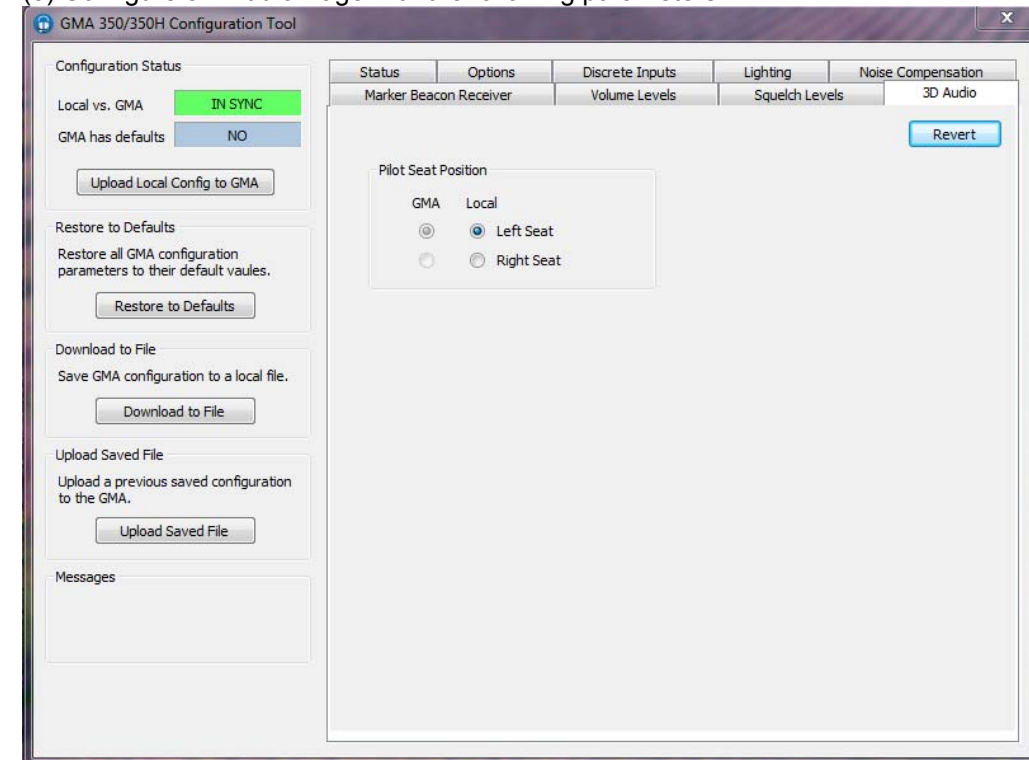 GMA 350/350H Configuration Tool
X
Configuration Status
Local vs. GMA IN SYNC
GMA has defaults NO
Upload Local Config to GMA
Restore to Defaults
Restore all GMA configuration
parameters to their default vaules.
Restore to Defaults
Download to File
Save GMA configuration to a local file.
Download to File
Upload Saved File
Upload a previous saved configuration
to the GMA.
Upload Saved File
Messages
Status Options Discrete Inputs Lighting Noise Compensation
Marker Beacon Receiver Volume Levels Squelch Levels 3D Audio
Revert
Pilot Seat Position
GMA Local
Left Seat
Right Seat